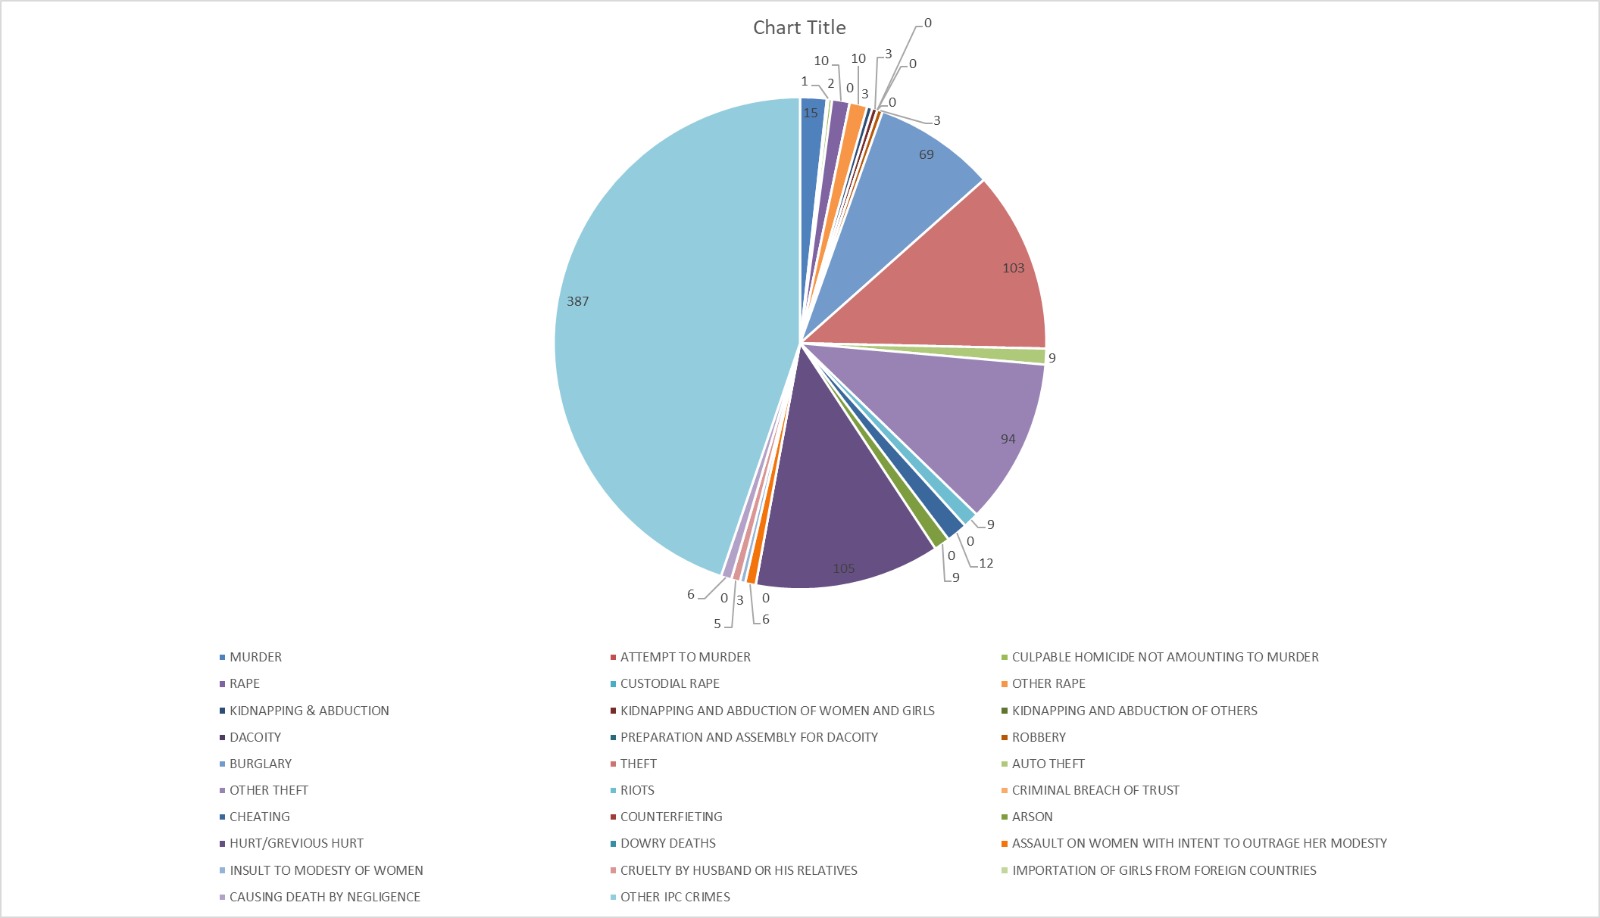 Chart Title
15
1
2
10
0
10
3
3
0
0
0
3
69
103
9
94
9
0
12
0
9
105
0
6
3
5
0
6
387
MURDER ATTEMPT TO MURDER CULPABLE HOMICIDE NOT AMOUNTING TO MURDER
RAPE CUSTODIAL RAPE OTHER RAPE
KIDNAPPING & ABDUCTION KIDNAPPING AND ABDUCTION OF WOMEN AND GIRLS KIDNAPPING AND ABDUCTION OF OTHERS
DACOITY PREPARATION AND ASSEMBLY FOR DACOITY ROBBERY
BURGLARY THEFT AUTO THEFT
OTHER THEFT RIOTS CRIMINAL BREACH OF TRUST
CHEATING COUNTERFIETING ARSON
HURT/GREVIOUS HURT DOWRY DEATHS ASSAULT ON WOMEN WITH INTENT TO OUTRAGE HER MODESTY
INSULT TO MODESTY OF WOMEN CRUELTY BY HUSBAND OR HIS RELATIVES IMPORTATION OF GIRLS FROM FOREIGN COUNTRIES
CAUSING DEATH BY NEGLIGENCE OTHER IPC CRIMES